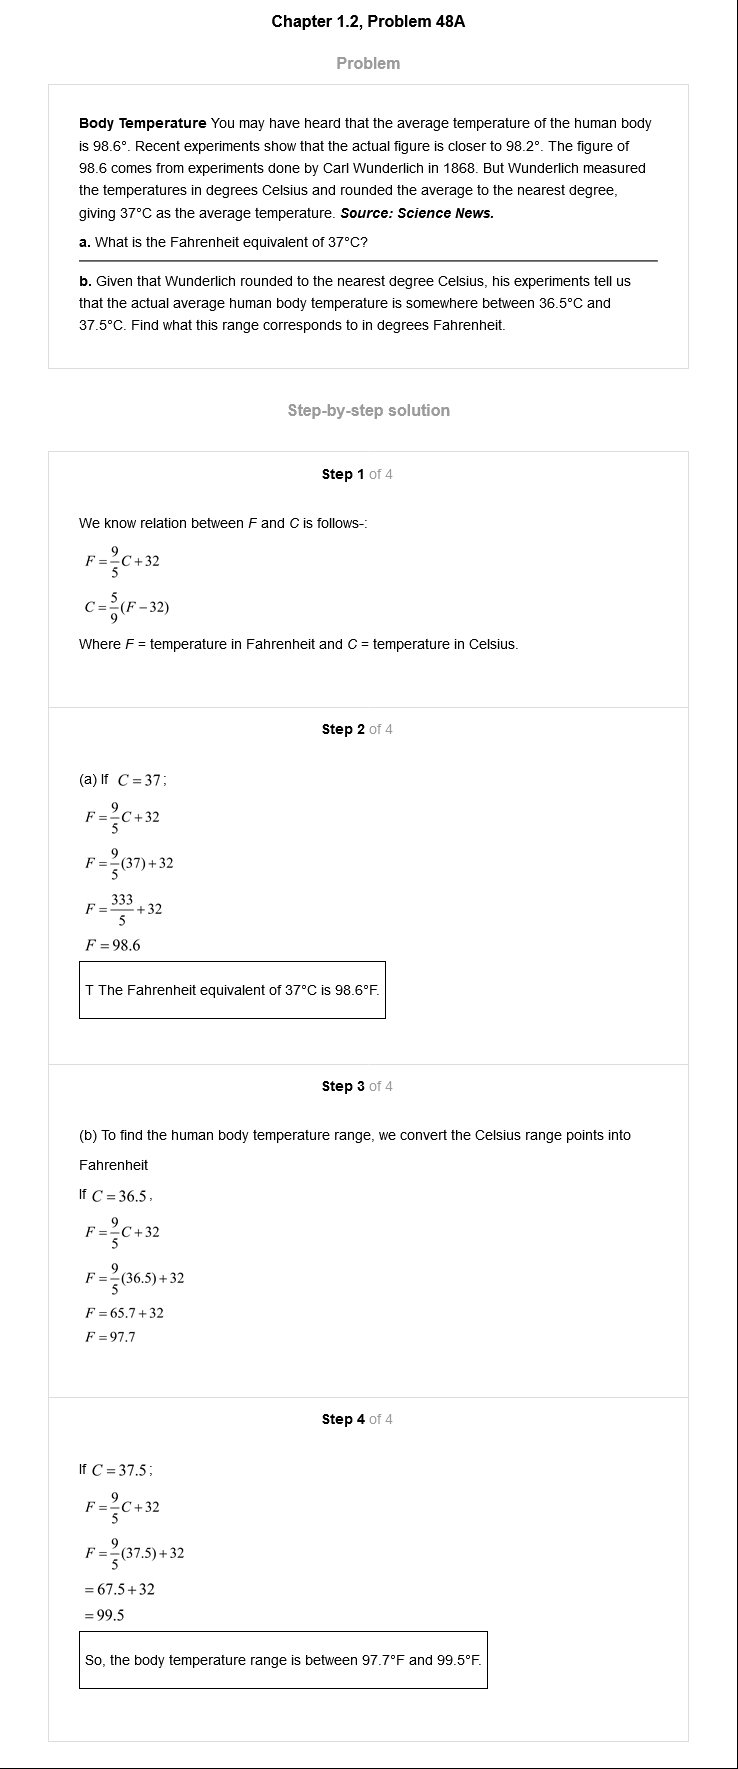 Chapter 1.2, Problem 48A
Problem
Body Temperature You may have heard that the average temperature of the human body
is 98.6°. Recent experiments show that the actual figure is closer to 98.2°. The figure of
98.6 comes from experiments done by Carl Wunderlich in 1868. But Wunderlich measured
the temperatures in degrees Celsius and rounded the average to the nearest degree,
giving 37°C as the average temperature. Source: Science News.
a. What is the Fahrenheit equivalent of 37°C?
b. Given that Wunderlich rounded to the nearest degree Celsius, his experiments tell us
that the actual average human body temperature is somewhere between 36.5°C and
37.5°C. Find what this range corresponds to in degrees Fahrenheit.
Step-by-step solution
Step 1 of 4
We know relation between F and C is follows-:
F = 9/5 C + 32
C = 5/9 (F − 32)
Where F = temperature in Fahrenheit and C = temperature in Celsius.
Step 2 of 4
(a) If C = 37;
F = 9/5 C + 32
F = 9/5 (37) + 32
F = 333/5 + 32
F = 98.6
T The Fahrenheit equivalent of 37°C is 98.6°F.
Step 3 of 4
(b) To find the human body temperature range, we convert the Celsius range points into
Fahrenheit
If C = 36.5,
F = 9/5 C + 32
F = 9/5 (36.5) + 32
F = 65.7 + 32
F = 97.7
Step 4 of 4
If C = 37.5;
F = 9/5 C + 32
F = 9/5 (37.5) + 32
= 67.5 + 32
= 99.5
So, the body temperature range is between 97.7°F and 99.5°F.